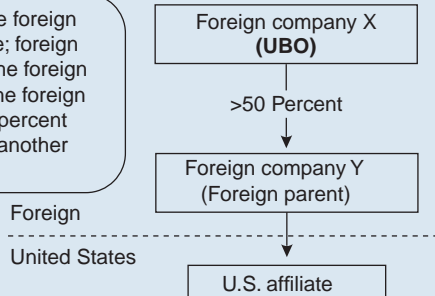 e foreign
e; foreign
he foreign
he foreign
percent
another
Foreign company X
(UBO)
>50 Percent
Foreign company Y
(Foreign parent)
Foreign
United States
U.S. affiliate